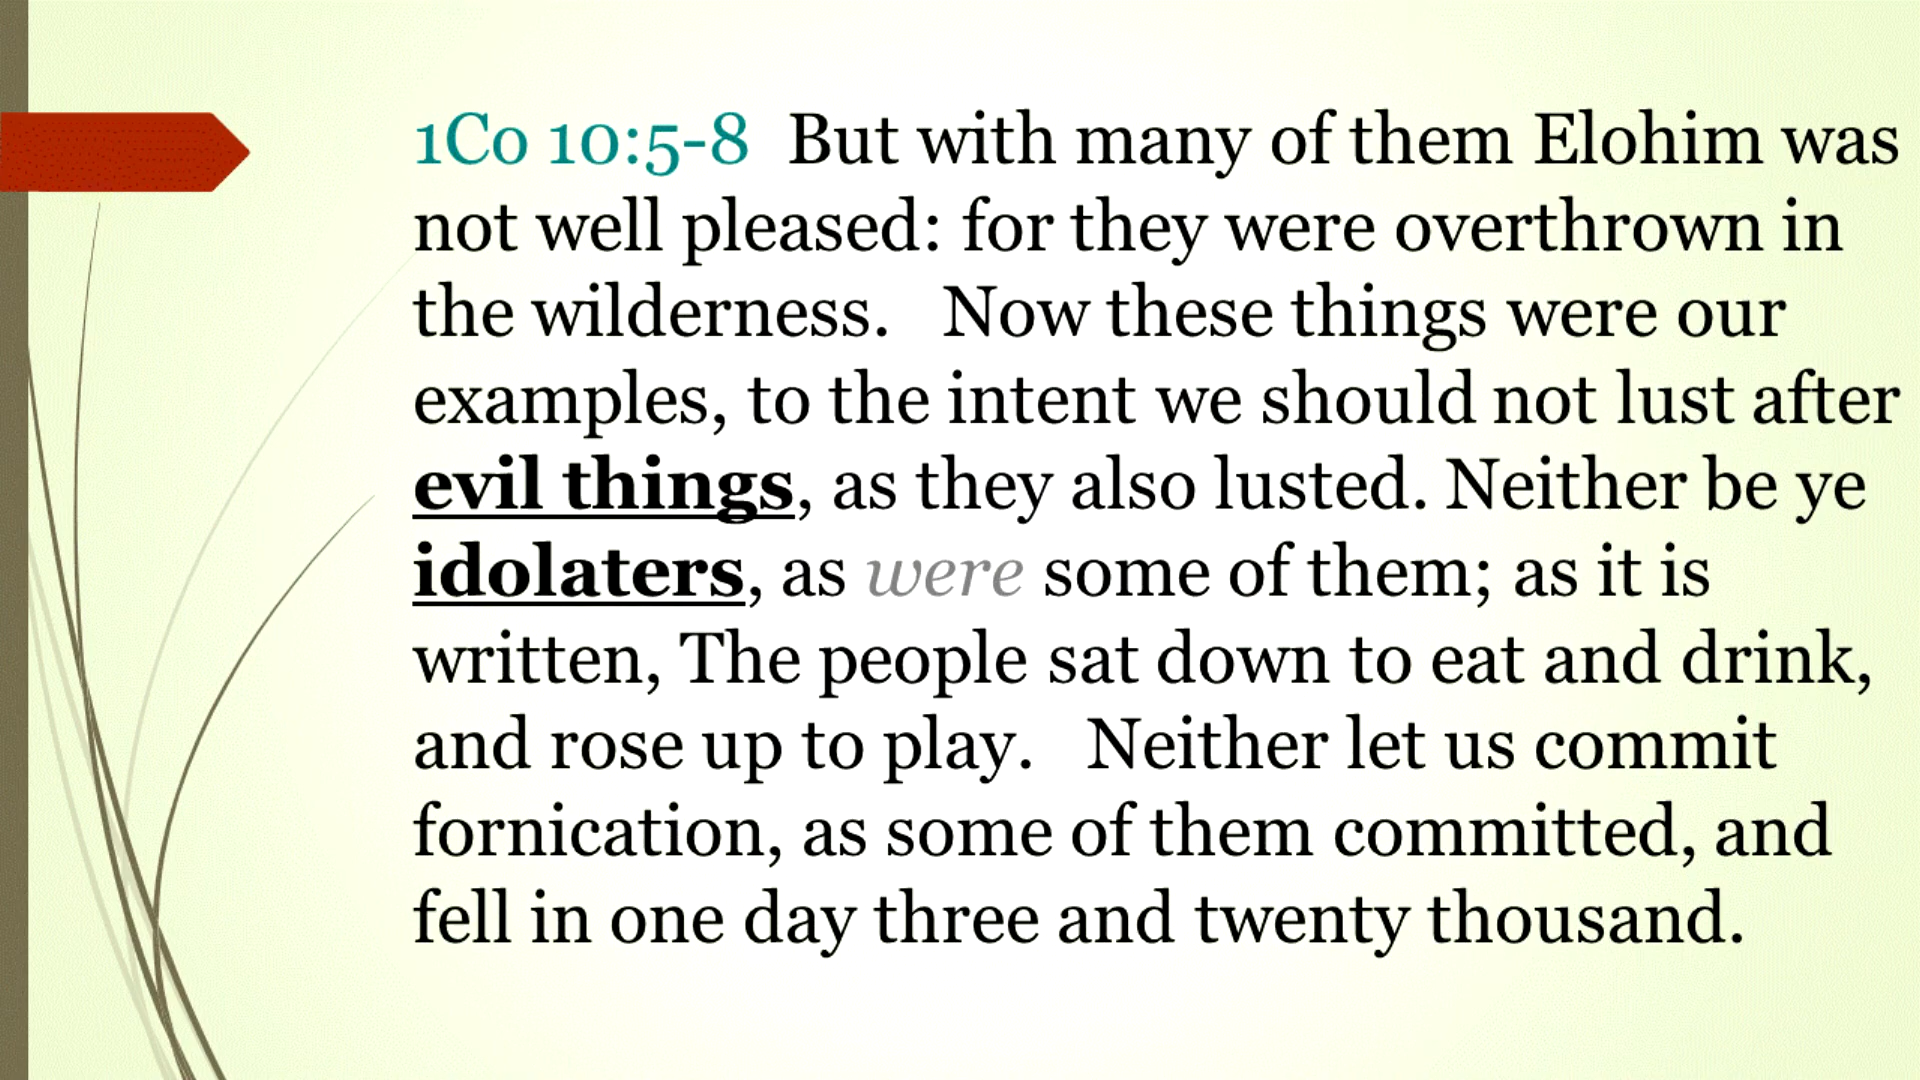 1Co 10:5-8  But with many of them Elohim was
not well pleased: for they were overthrown in
the wilderness.   Now these things were our
examples, to the intent we should not lust after
evil things, as they also lusted. Neither be ye
idolaters, as were some of them; as it is
written, The people sat down to eat and drink,
and rose up to play.   Neither let us commit
fornication, as some of them committed, and
fell in one day three and twenty thousand.